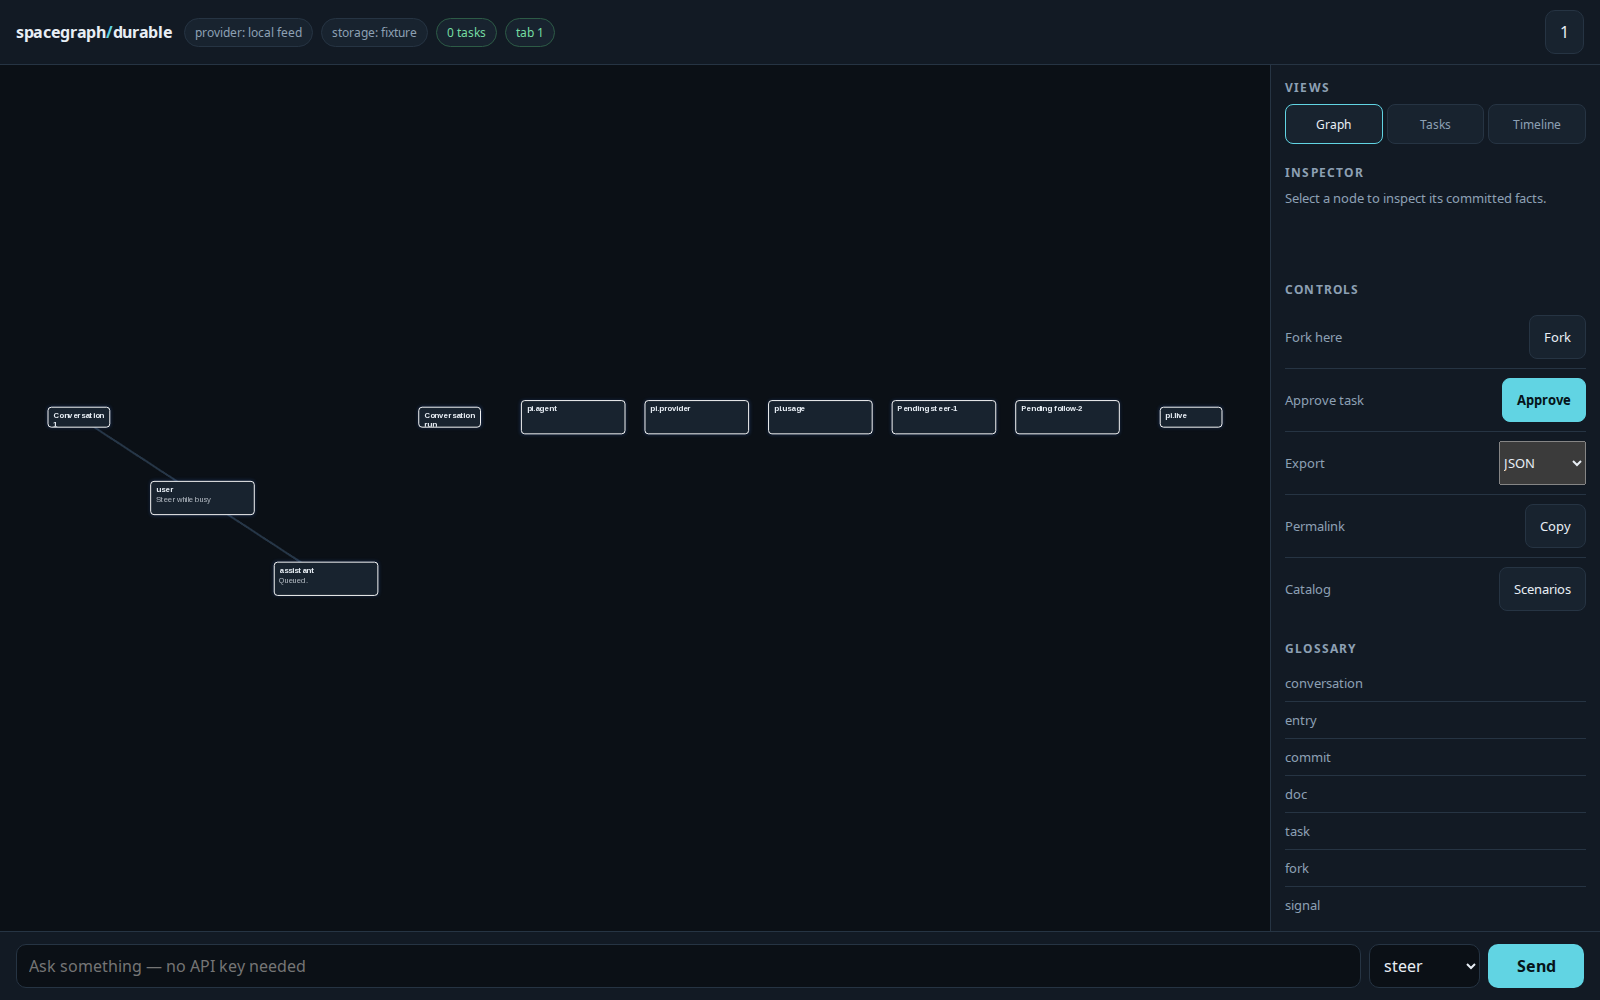 spacegraph/durable
provider: local feed
storage: fixture
0 tasks
tab 1
1
VIEWS
Graph
Tasks
Timeline
INSPECTOR
Select a node to inspect its committed facts.
CONTROLS
Fork here
Fork
Approve task
Approve
Export
JSON
Permalink
Copy
Catalog
Scenarios
GLOSSARY
conversation
entry
commit
doc
task
fork
signal
Conversation
1
user
Steer while busy
assistant
Queued.
Conversation
run
pi.agent
pi.provider
pi.usage
Pending steer-1
Pending follow-2
pi.live
Ask something — no API key needed
steer
Send